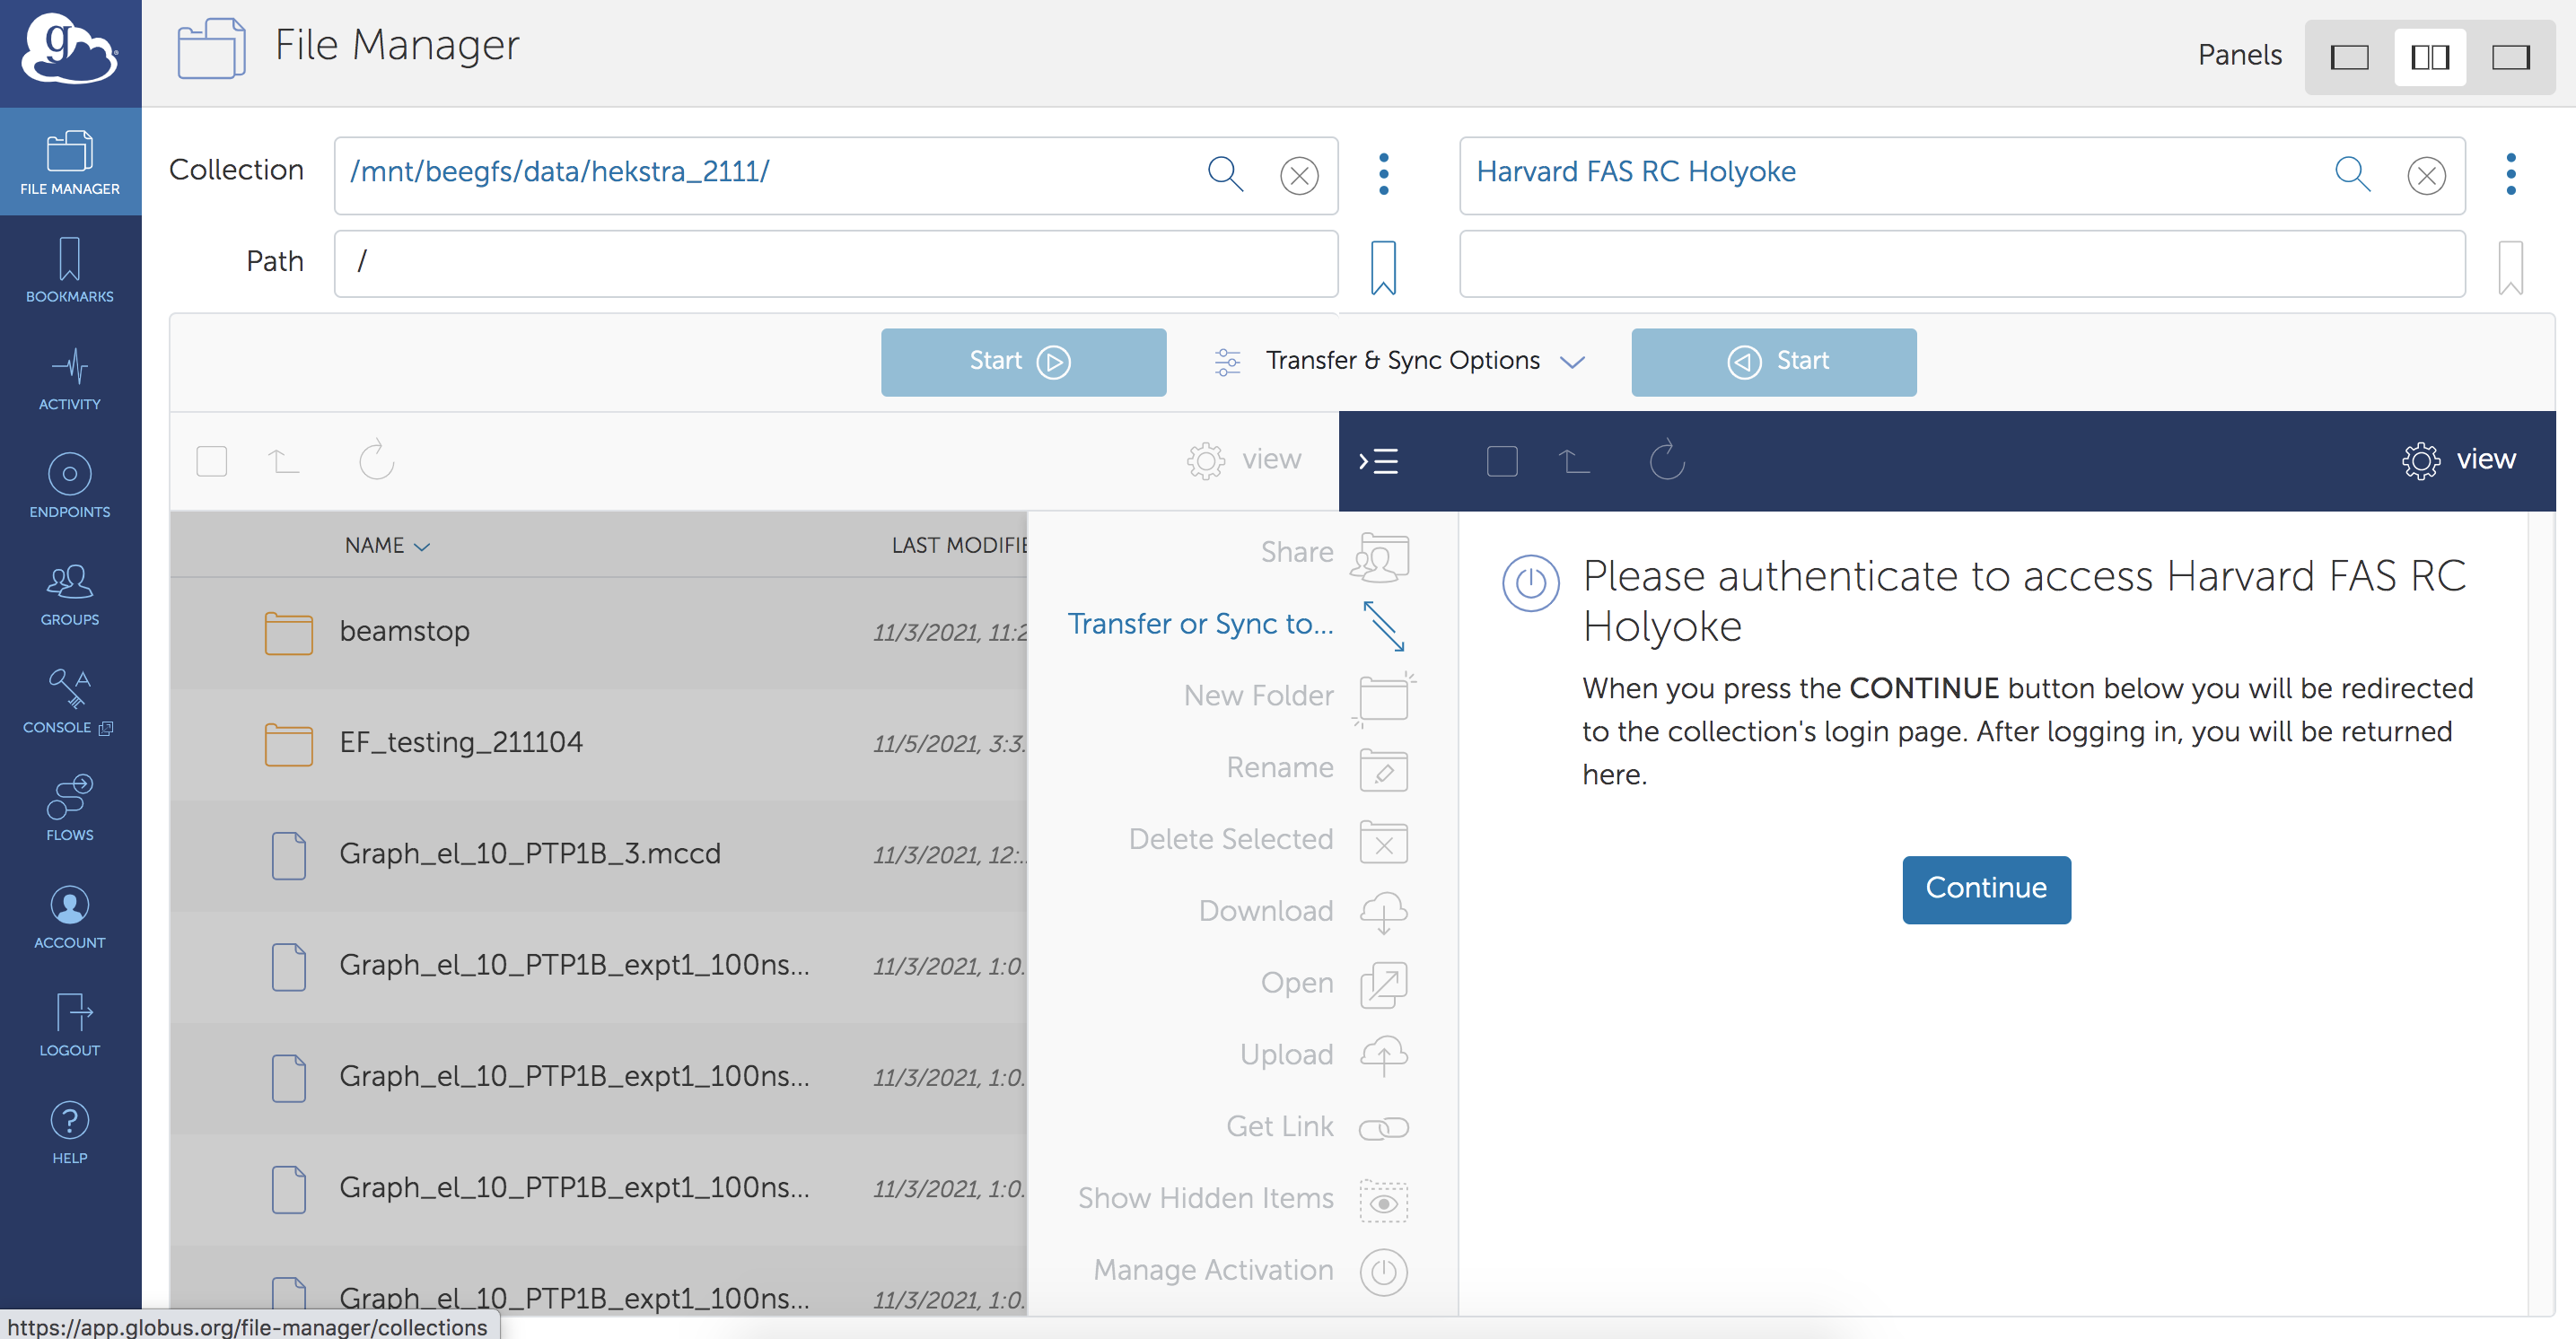 g
File Manager
Panels
FILE MANAGER
BOOKMARKS
ACTIVITY
ENDPOINTS
GROUPS
CONSOLE
FLOWS
ACCOUNT
LOGOUT
HELP
Collection
/mnt/beegfs/data/hekstra_2111/
Harvard FAS RC Holyoke
Path
/
Start
Transfer & Sync Options
Start
view
view
NAME
LAST MODIFIE
beamstop 11/3/2021, 11:2
EF_testing_211104 11/5/2021, 3:3.
Graph_el_10_PTP1B_3.mccd 11/3/2021, 12:..
Graph_el_10_PTP1B_expt1_100ns... 11/3/2021, 1:0.
Graph_el_10_PTP1B_expt1_100ns... 11/3/2021, 1:0.
Graph_el_10_PTP1B_expt1_100ns... 11/3/2021, 1:0.
Graph_el_10_PTP1B_expt1_100ns... 11/3/2021, 1:0.
Share
Transfer or Sync to...
New Folder
Rename
Delete Selected
Download
Open
Upload
Get Link
Show Hidden Items
Manage Activation
Please authenticate to access Harvard FAS RC
Holyoke
When you press the CONTINUE button below you will be redirected
to the collection's login page. After logging in, you will be returned
here.
Continue
https://app.globus.org/file-manager/collections